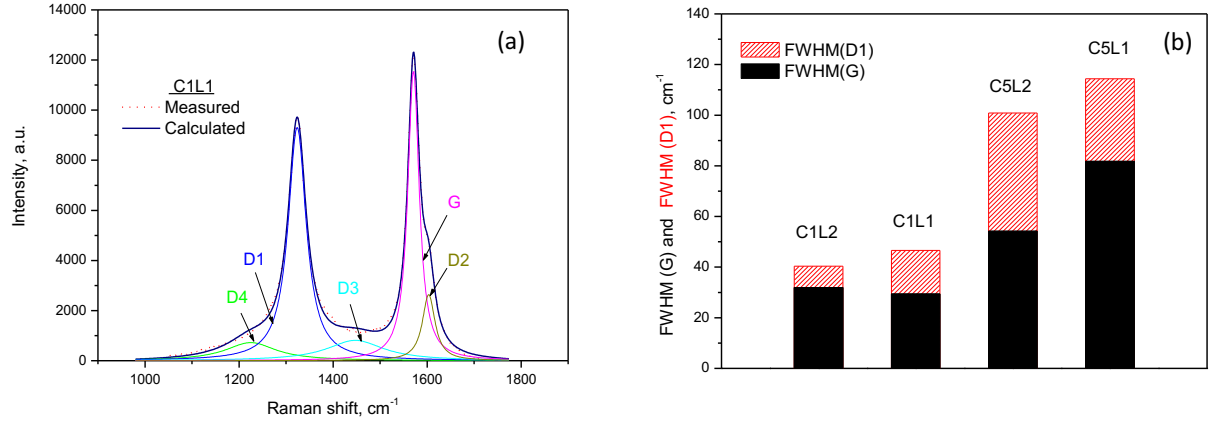 14000
12000
10000
8000
6000
4000
2000
0
Intensity, a.u.
(a)
C1L1
Measured
Calculated
D4
D1
D3
G
D2
1000 1200 1400 1600 1800
Raman shift, cm⁻¹
140
120
100
80
60
40
20
0
FWHM (G) and FWHM (D1), cm⁻¹
(b)
FWHM(D1)
FWHM(G)
C1L2
C1L1
C5L2
C5L1